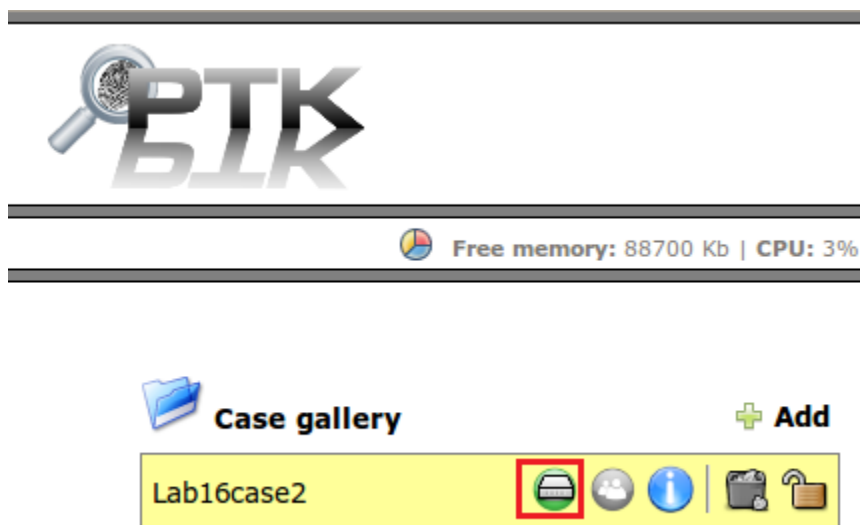 PTK
Free memory: 88700 Kb | CPU: 3%
Case gallery
Add
Lab16case2